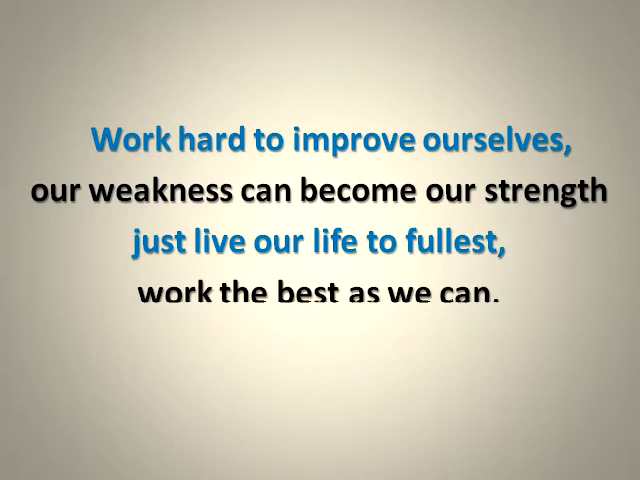 Work hard to improve ourselves,
our weakness can become our strength
just live our life to fullest,
work the best as we can.